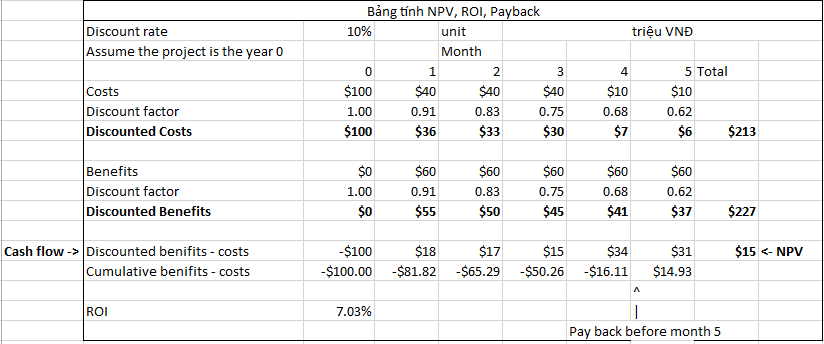 Bảng tính NPV, ROI, Payback
Discount rate 10% unit triệu VNĐ
Assume the project is the year 0 Month
0 1 2 3 4 5 Total
Costs $100 $40 $40 $40 $10 $10
Discount factor 1.00 0.91 0.83 0.75 0.68 0.62
Discounted Costs $100 $36 $33 $30 $7 $6 $213
Benefits $0 $60 $60 $60 $60 $60
Discount factor 1.00 0.91 0.83 0.75 0.68 0.62
Discounted Benefits $0 $55 $50 $45 $41 $37 $227
Cash flow -> Discounted benifits - costs -$100 $18 $17 $15 $34 $31 $15 <- NPV
Cumulative benifits - costs -$100.00 -$81.82 -$65.29 -$50.26 -$16.11 $14.93
^
ROI 7.03% |
Pay back before month 5